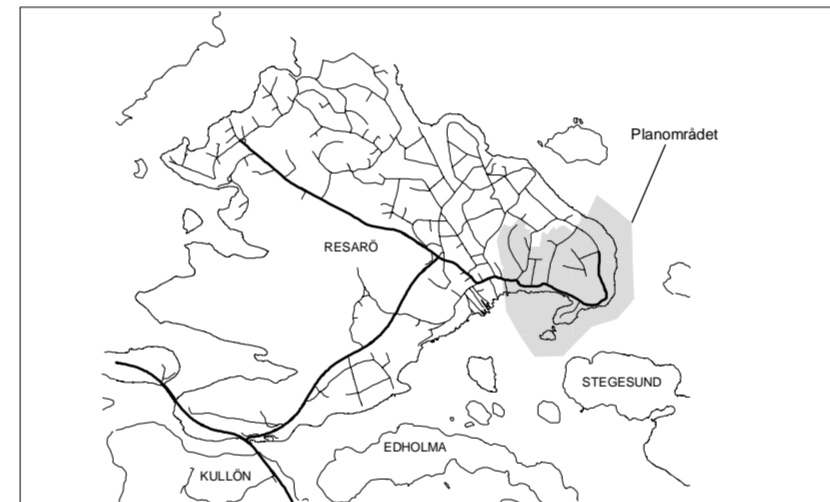 Planområdet
RESARÖ
STEGESUND
EDHOLMA
KULLÖN